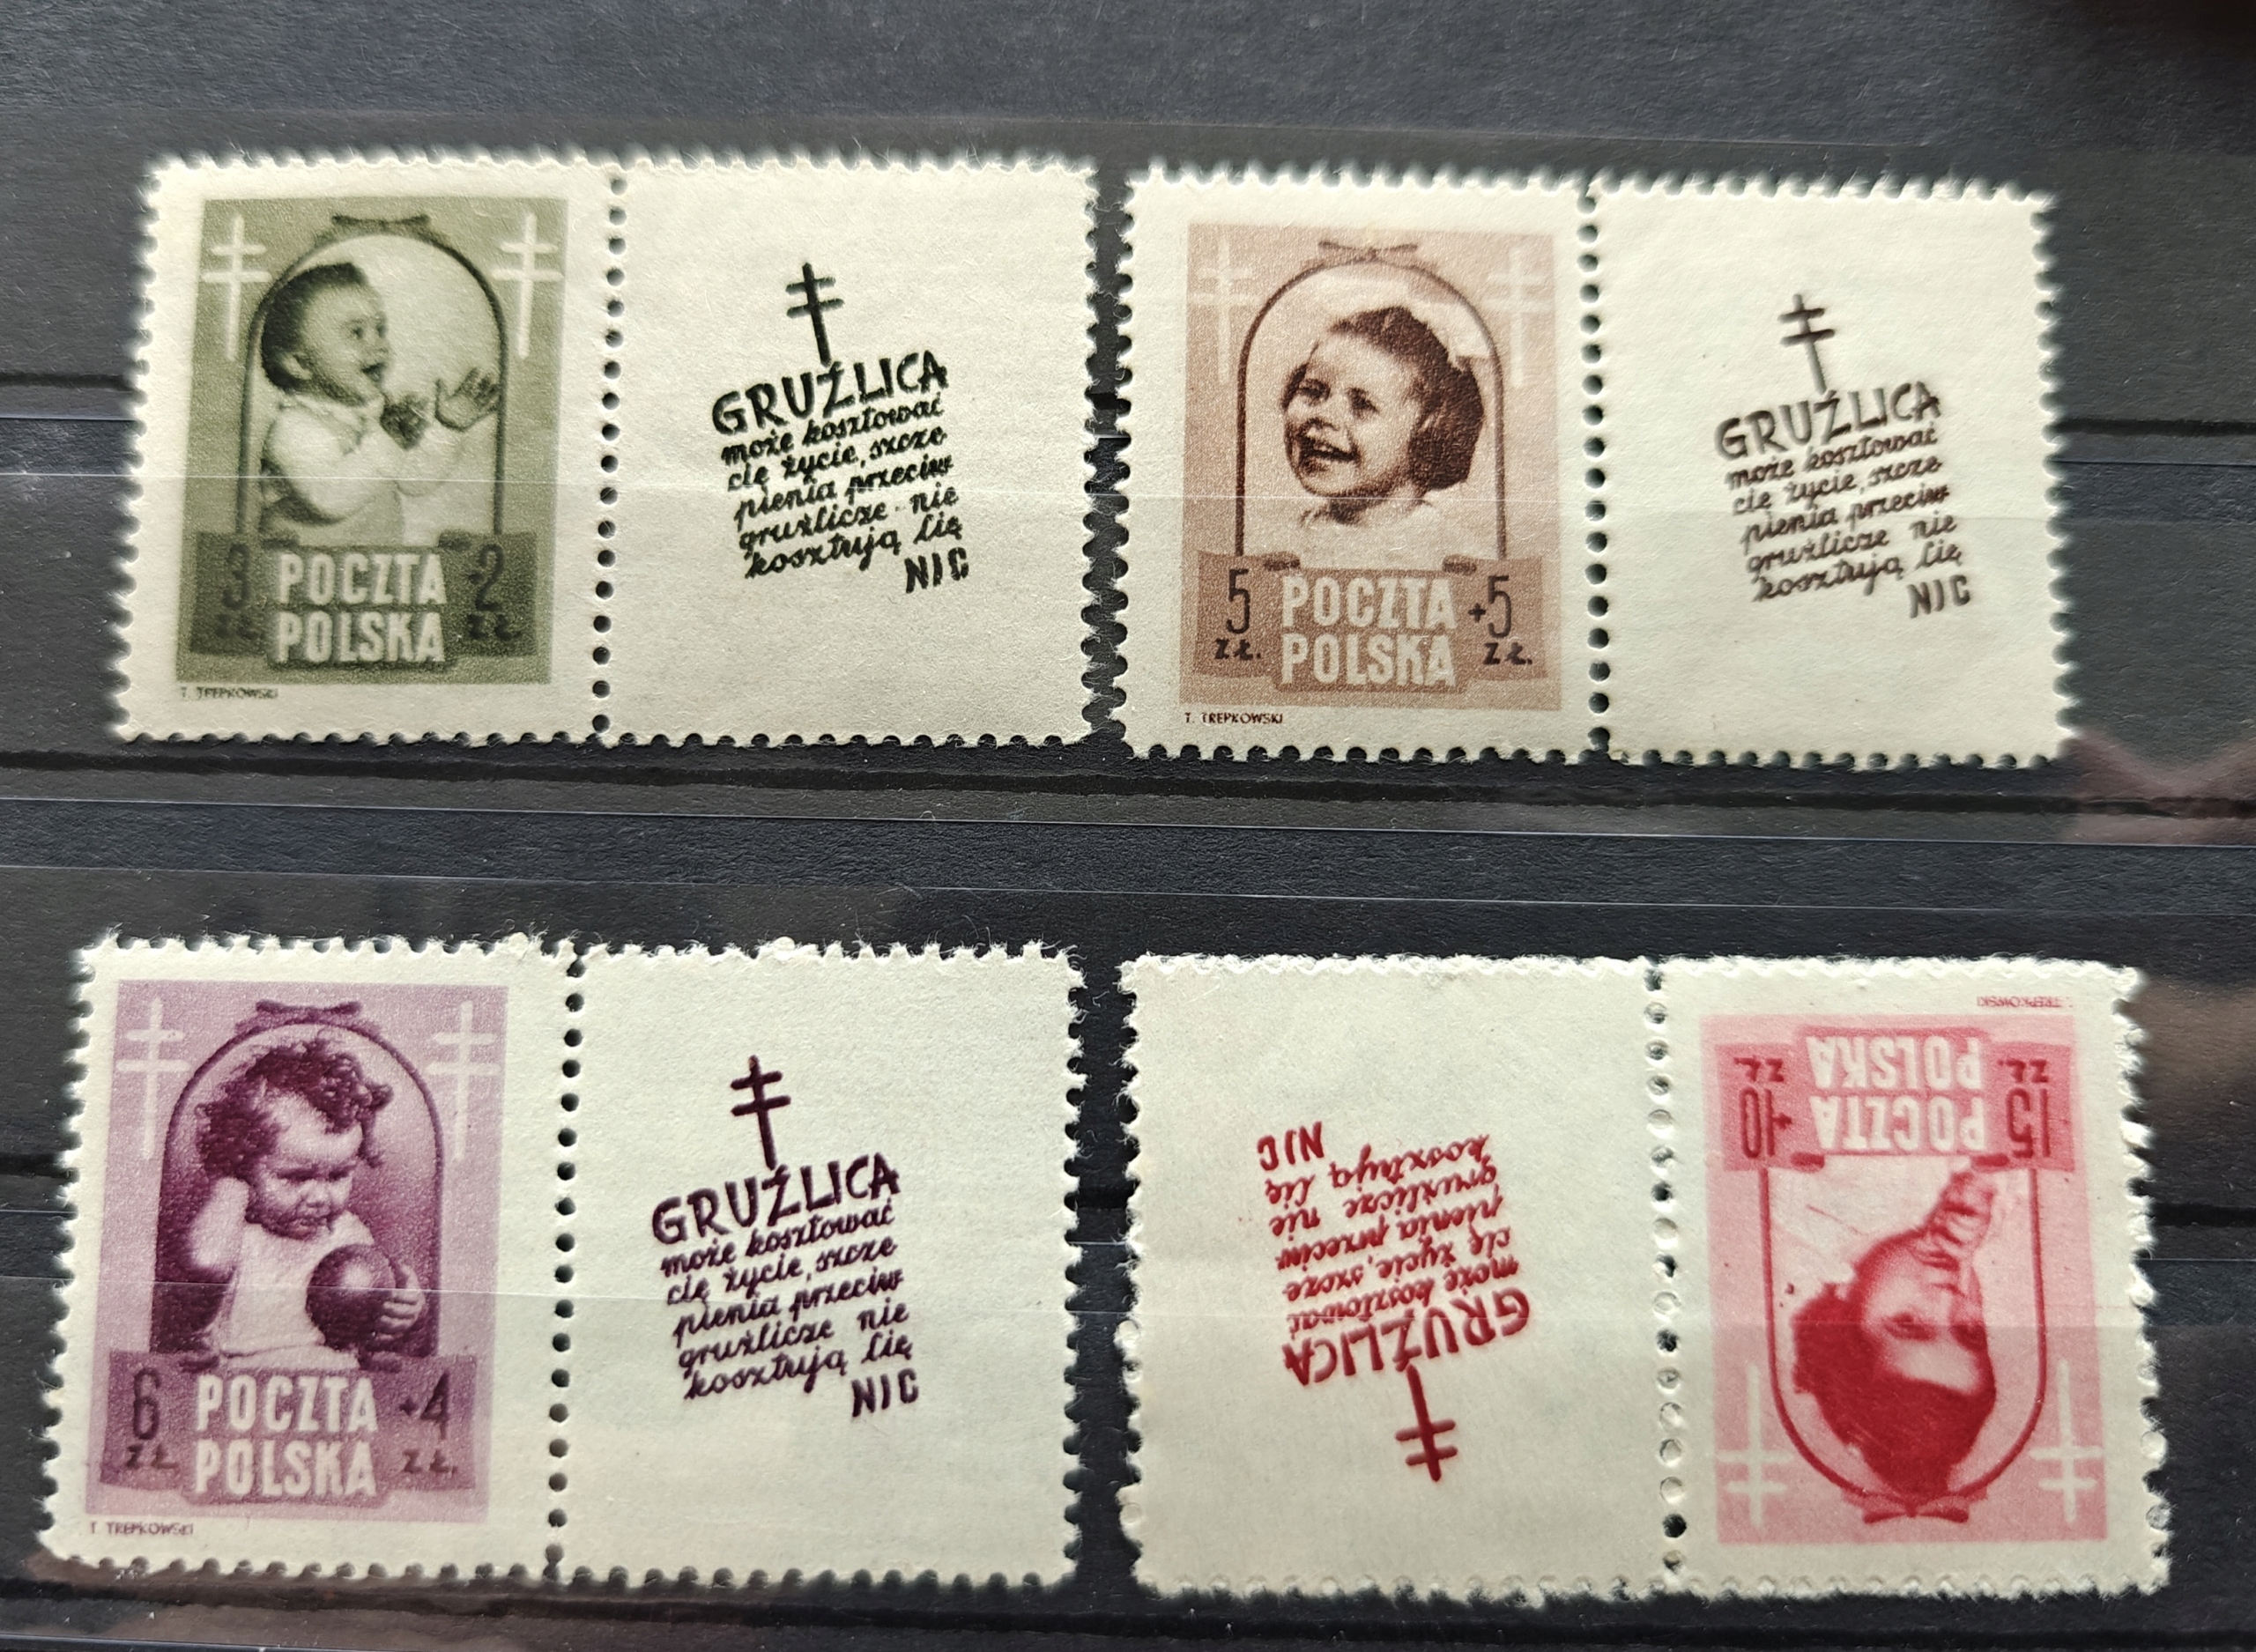 3 POCZTA +2
ZŁ. POLSKA ZŁ.
T. TREPKOWSKI
GRUŹLICA
może kosztować
cię życie, szcze
pienia przeciw
gruźlicze nie
kosztują cię
NIC
5 POCZTA +5
ZŁ. POLSKA ZŁ.
T. TREPKOWSKI
GRUŹLICA
może kosztować
cię życie, szcze
pienia przeciw
gruźlicze nie
kosztują cię
NIC
6 POCZTA +4
ZŁ. POLSKA ZŁ.
T. TREPKOWSKI
GRUŹLICA
może kosztować
cię życie, szcze
pienia przeciw
gruźlicze nie
kosztują cię
NIC
GRUŹLICA
może kosztować
cię życie, szcze
pienia przeciw
gruźlicze nie
kosztują cię
NIC
15 POCZTA +10
ZŁ. POLSKA ZŁ
T. TREPKOWSKI